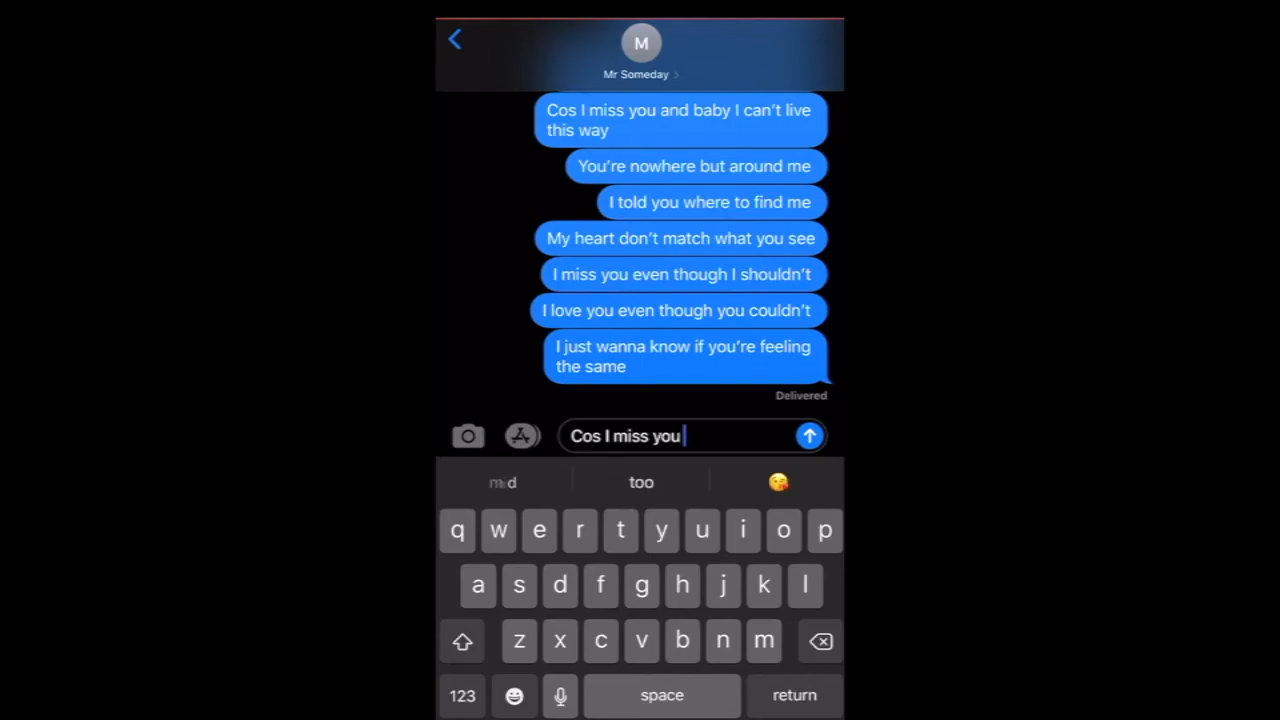 M
Mr Someday
Cos I miss you and baby I can't live
this way
You're nowhere but around me
I told you where to find me
My heart don't match what you see
I miss you even though I shouldn't
I love you even though you couldn't
I just wanna know if you're feeling
the same
Delivered
Cos I miss you
too 😘
q w e r t y u i o p
a s d f g h j k l
z x c v b n m
123 space return